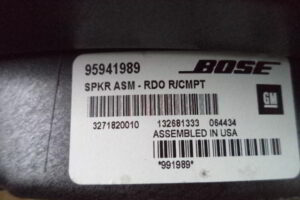 95941989 BOSE
SPKR ASM - RDO R/CMPT
GM
3271820010 132681333 064434
ASSEMBLED IN USA
*991989*